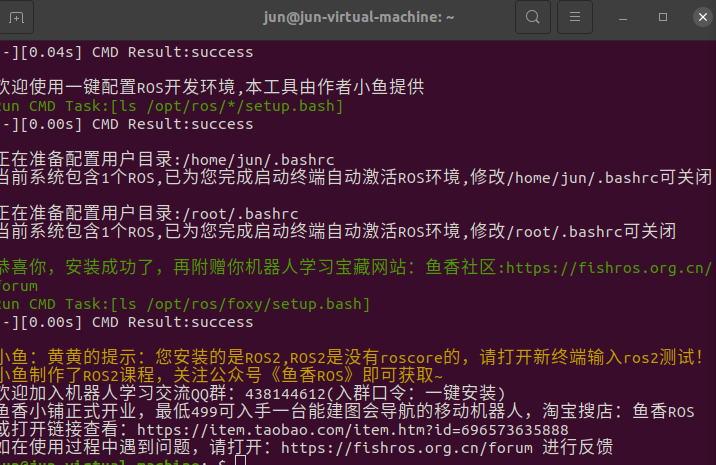 jun@jun-virtual-machine: ~
-][0.04s] CMD Result:success
欢迎使用一键配置ROS开发环境,本工具由作者小鱼提供
Run CMD Task:[ls /opt/ros/*/setup.bash]
-][0.00s] CMD Result:success
正在准备配置用户目录:/home/jun/.bashrc
当前系统包含1个ROS,已为您完成启动终端自动激活ROS环境,修改/home/jun/.bashrc可关闭
正在准备配置用户目录:/root/.bashrc
当前系统包含1个ROS,已为您完成启动终端自动激活ROS环境,修改/root/.bashrc可关闭
恭喜你，安装成功了，再附赠你机器人学习宝藏网站：鱼香社区:https://fishros.org.cn/
forum
Run CMD Task:[ls /opt/ros/foxy/setup.bash]
-][0.00s] CMD Result:success
小鱼：黄黄的提示：您安装的是ROS2,ROS2是没有roscore的，请打开新终端输入ros2测试！
小鱼制作了ROS2课程，关注公众号《鱼香ROS》即可获取~
欢迎加入机器人学习交流QQ群：438144612(入群口令：一键安装)
鱼香小铺正式开业，最低499可入手一台能建图会导航的移动机器人，淘宝搜店：鱼香ROS
或打开链接查看：https://item.taobao.com/item.htm?id=696573635888
如在使用过程中遇到问题，请打开：https://fishros.org.cn/forum 进行反馈
jun@jun-virtual-machine:~$